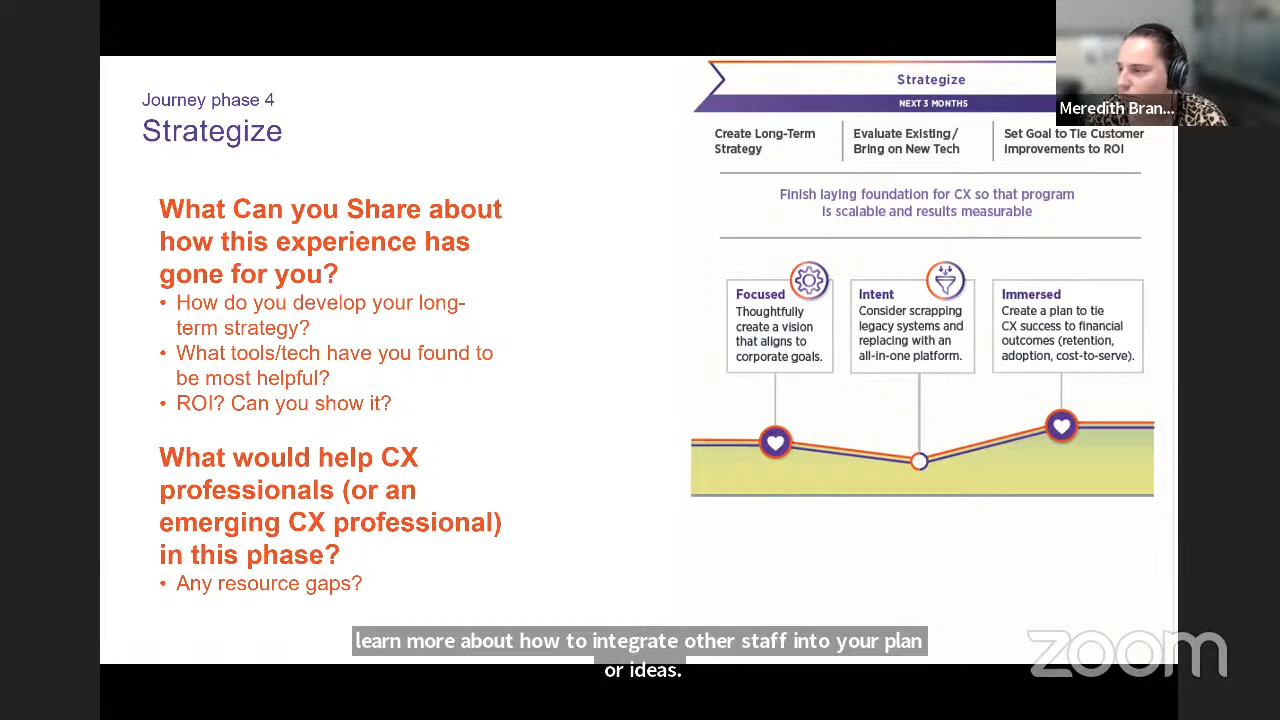 Journey phase 4
Strategize
What Can you Share about
how this experience has
gone for you?
• How do you develop your long-
term strategy?
• What tools/tech have you found to
be most helpful?
• ROI? Can you show it?
What would help CX
professionals (or an
emerging CX professional)
in this phase?
• Any resource gaps?
Strategize
NEXT 3 MONTHS
Create Long-Term
Strategy
Evaluate Existing/
Bring on New Tech
Set Goal to Tie Customer
Improvements to ROI
Finish laying foundation for CX so that program
is scalable and results measurable
Focused
Thoughtfully
create a vision
that aligns to
corporate goals.
Intent
Consider scrapping
legacy systems and
replacing with an
all-in-one platform.
Immersed
Create a plan to tie
CX success to financial
outcomes (retention,
adoption, cost-to-serve).
Meredith Bran...
learn more about how to integrate other staff into your plan
or ideas.
zoom